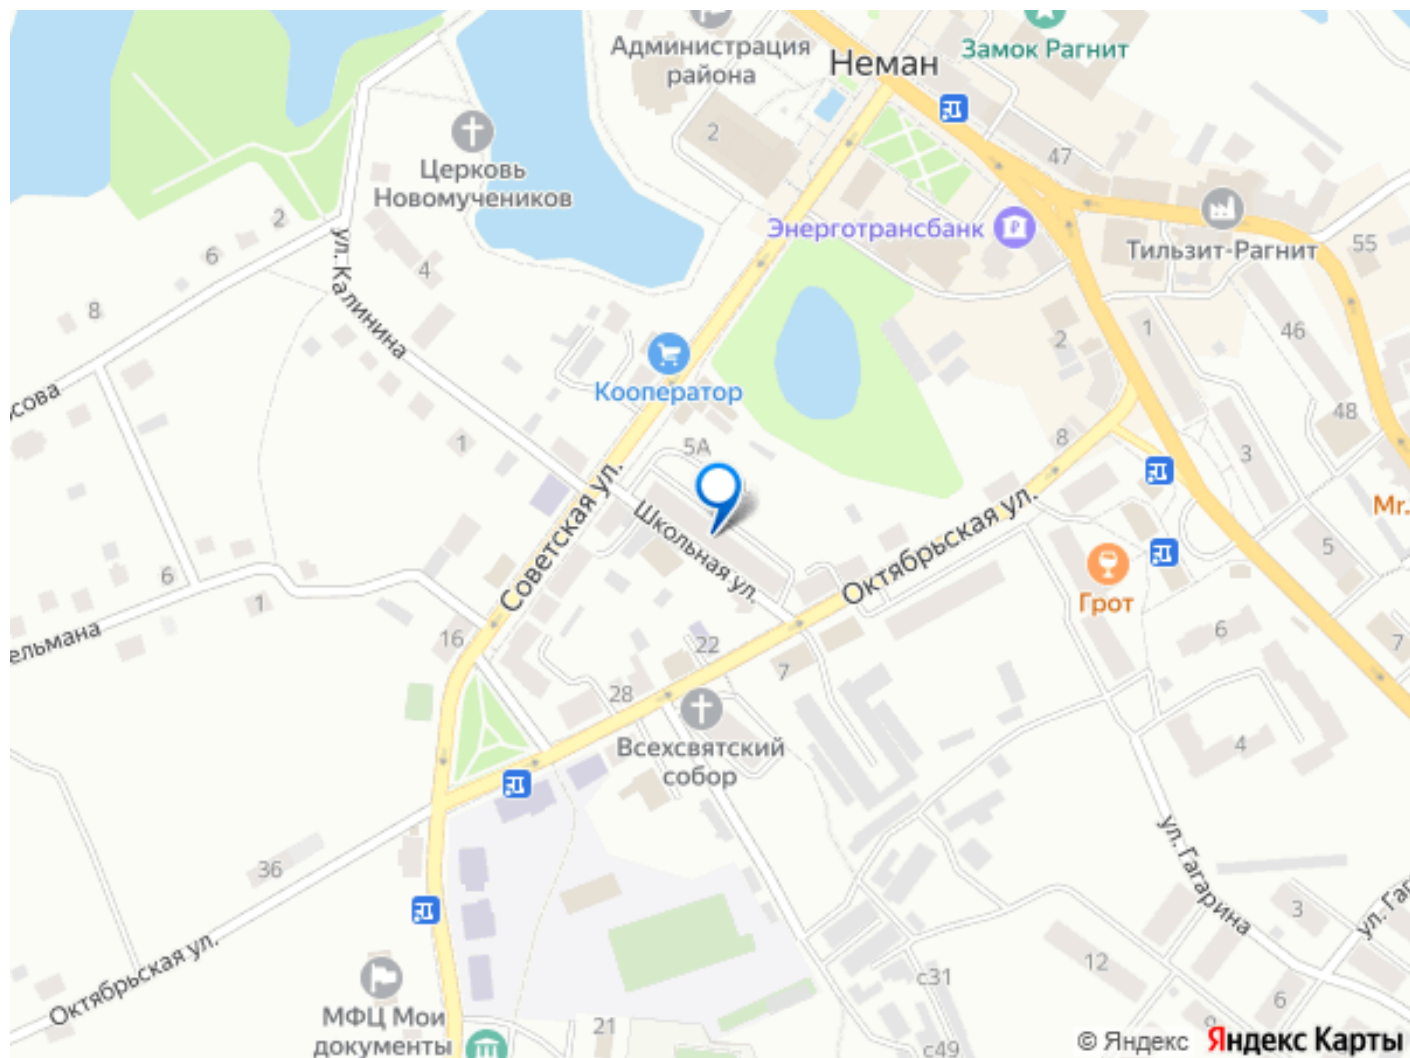 Администрация
района
Неман
Замок Рагнит
2
47
Церковь
Новомучеников
Энерготрансбанк
Тильзит-Рагнит
55
2
6
ул. Калинина
4
8
2
1
46
Кооператор
сова
48
1
5А
8
3
Советская ул.
Школьная ул.
Октябрьская ул.
Mr.
5
Грот
6
1
ельмана
16
22
7
6
7
28
Всехсвятский
собор
4
36
ул. Гагарина
3
ул. Гаг
Октябрьская ул.
12
с31
6
9
МФЦ Мои
документы
21
с49
© Яндекс Яндекс Карты